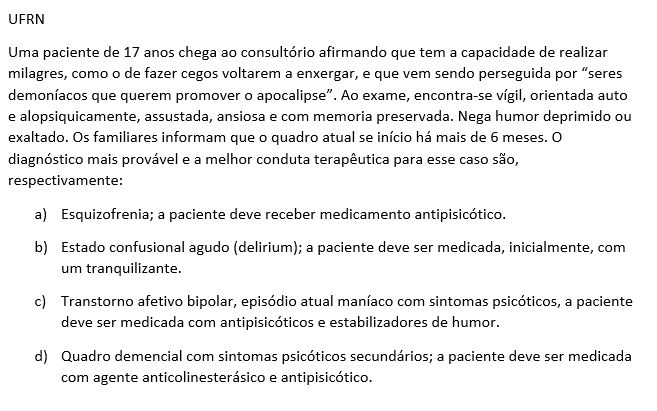 UFRN
Uma paciente de 17 anos chega ao consultório afirmando que tem a capacidade de realizar
milagres, como o de fazer cegos voltarem a enxergar, e que vem sendo perseguida por “seres
demoníacos que querem promover o apocalipse”. Ao exame, encontra-se vígil, orientada auto
e alopsiquicamente, assustada, ansiosa e com memoria preservada. Nega humor deprimido ou
exaltado. Os familiares informam que o quadro atual se início há mais de 6 meses. O
diagnóstico mais provável e a melhor conduta terapêutica para esse caso são,
respectivamente:
a) Esquizofrenia; a paciente deve receber medicamento antipisicótico.
b) Estado confusional agudo (delirium); a paciente deve ser medicada, inicialmente, com
um tranquilizante.
c) Transtorno afetivo bipolar, episódio atual maníaco com sintomas psicóticos, a paciente
deve ser medicada com antipisicóticos e estabilizadores de humor.
d) Quadro demencial com sintomas psicóticos secundários; a paciente deve ser medicada
com agente anticolinesterásico e antipisicótico.